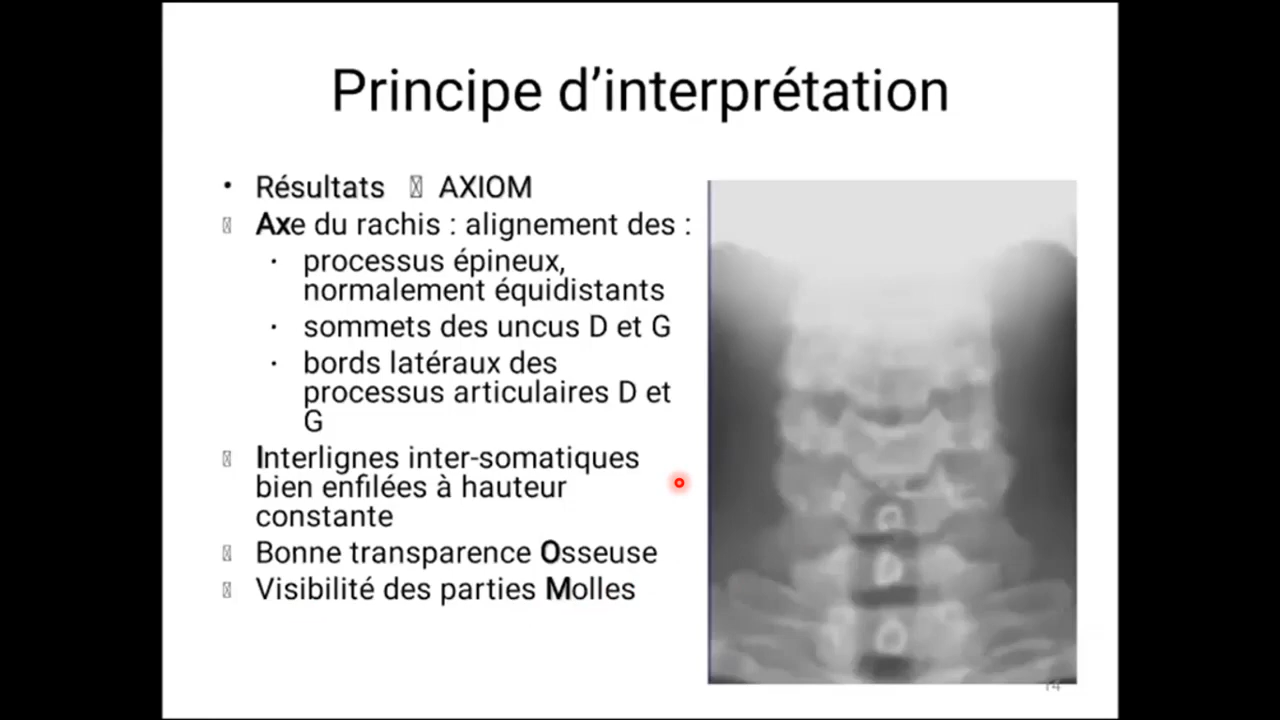 Principe d’interprétation
• Résultats AXIOM
Axe du rachis : alignement des :
· processus épineux,
normalement équidistants
· sommets des uncus D et G
· bords latéraux des
processus articulaires D et
G
Interlignes inter-somatiques
bien enfilées à hauteur
constante
Bonne transparence Osseuse
Visibilité des parties Molles
14